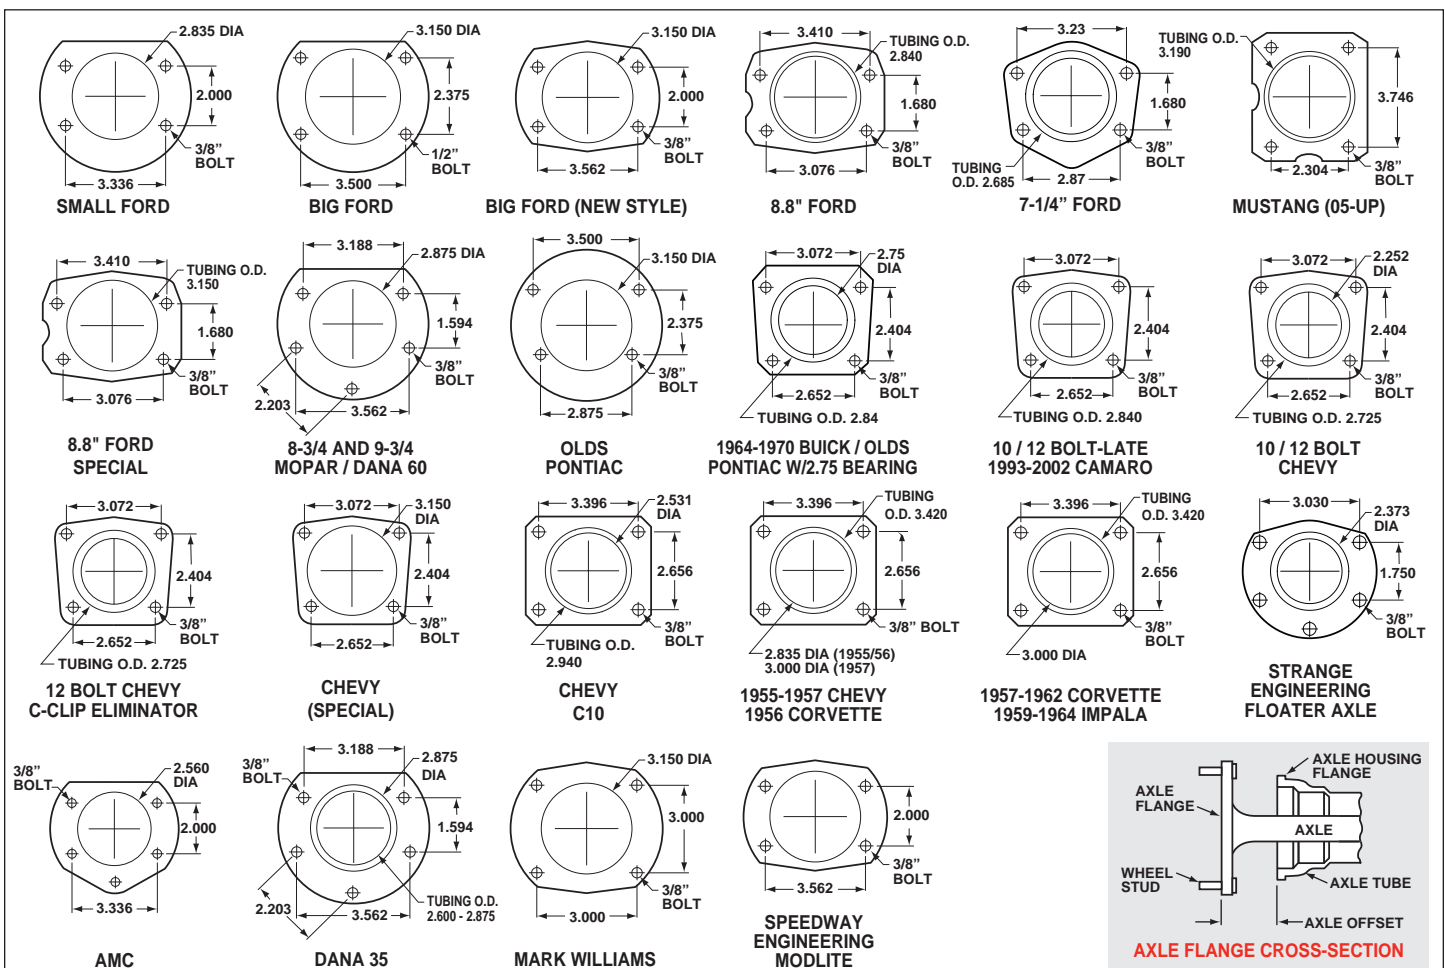 2.835 DIA
2.000
3/8”
BOLT
3.336
SMALL FORD
3.150 DIA
2.375
1/2”
BOLT
3.500
BIG FORD
3.150 DIA
2.000
3/8”
BOLT
3.562
BIG FORD (NEW STYLE)
3.410
TUBING O.D.
2.840
1.680
3/8”
BOLT
3.076
8.8" FORD
3.23
1.680
3/8”
BOLT
TUBING
O.D. 2.685
2.87
7-1/4” FORD
TUBING O.D.
3.190
3.746
3/8”
BOLT
2.304
MUSTANG (05-UP)
3.410
TUBING O.D.
3.150
1.680
3/8”
BOLT
3.076
8.8" FORD
SPECIAL
3.188
2.875 DIA
1.594
3/8”
BOLT
2.203
3.562
8-3/4 AND 9-3/4
MOPAR / DANA 60
3.500
3.150 DIA
2.375
3/8”
BOLT
2.875
OLDS
PONTIAC
3.072
2.75
DIA
2.404
3/8”
BOLT
2.652
TUBING O.D. 2.84
1964-1970 BUICK / OLDS
PONTIAC W/2.75 BEARING
3.072
2.404
3/8”
BOLT
2.652
TUBING O.D. 2.840
10 / 12 BOLT-LATE
1993-2002 CAMARO
3.072
2.252
DIA
2.404
3/8”
BOLT
2.652
TUBING O.D. 2.725
10 / 12 BOLT
CHEVY
3.072
2.404
3/8”
BOLT
2.652
TUBING O.D. 2.725
12 BOLT CHEVY
C-CLIP ELIMINATOR
3.072
3.150
DIA
2.404
3/8”
BOLT
2.652
CHEVY
(SPECIAL)
3.396
2.531
DIA
2.656
3/8”
BOLT
TUBING O.D.
2.940
CHEVY
C10
3.396
TUBING
O.D. 3.420
2.656
3/8” BOLT
2.835 DIA (1955/56)
3.000 DIA (1957)
1955-1957 CHEVY
1956 CORVETTE
3.396
TUBING
O.D. 3.420
2.656
3/8”
BOLT
3.000 DIA
1957-1962 CORVETTE
1959-1964 IMPALA
3.030
2.373
DIA
1.750
3/8”
BOLT
STRANGE
ENGINEERING
FLOATER AXLE
3/8”
BOLT
2.560
DIA
2.000
3.336
AMC
3/8”
BOLT
3.188
2.875
DIA
1.594
2.203
3.562
TUBING O.D.
2.600 - 2.875
DANA 35
3.150 DIA
3.000
3/8”
BOLT
3.000
MARK WILLIAMS
2.000
3/8”
BOLT
3.562
SPEEDWAY
ENGINEERING
MODLITE
AXLE HOUSING
FLANGE
AXLE
FLANGE
AXLE
WHEEL
STUD
AXLE TUBE
AXLE OFFSET
AXLE FLANGE CROSS-SECTION